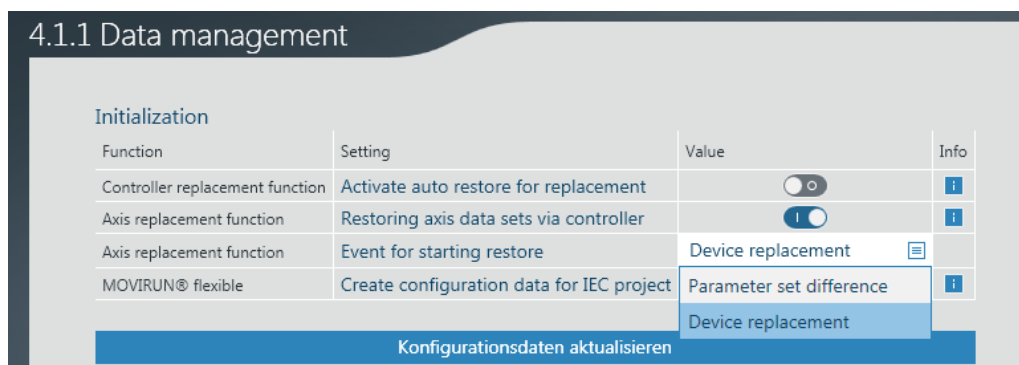 4.1.1 Data management
Initialization
Function Setting Value Info
Controller replacement function Activate auto restore for replacement
Axis replacement function Restoring axis data sets via controller
Axis replacement function Event for starting restore Device replacement
MOVIRUN® flexible Create configuration data for IEC project Parameter set difference
Device replacement
Konfigurationsdaten aktualisieren